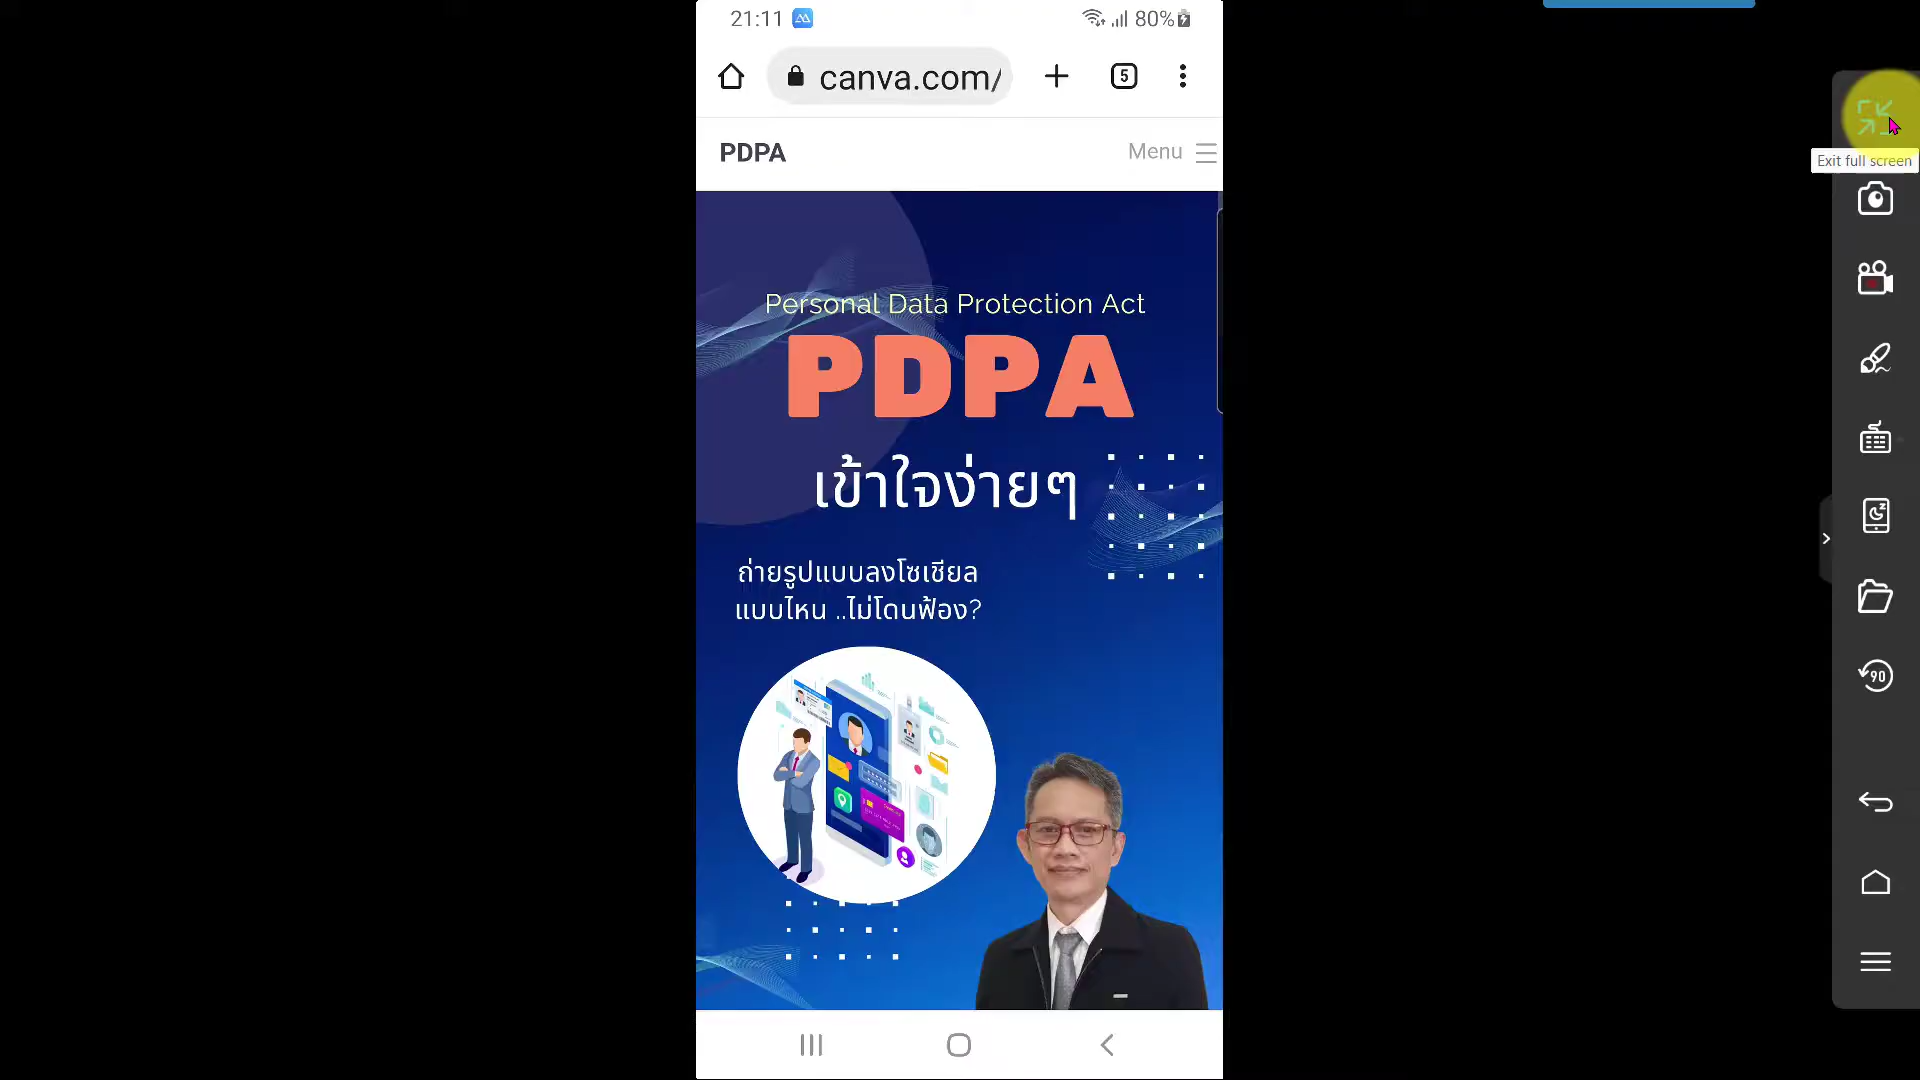 21:11
80%
canva.com/
5
PDPA
Menu
Exit full screen
Personal Data Protection Act
PDPA
เข้าใจง่ายๆ
ถ่ายรูปแบบลงโซเชียล
แบบไหน ..ไม่โดนฟ้อง?
90